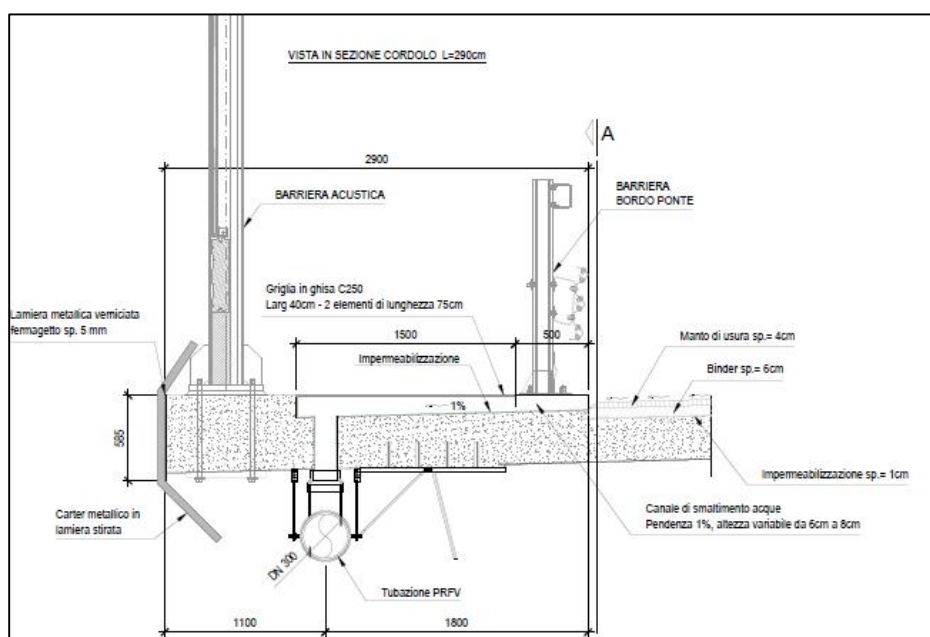 VISTA IN SEZIONE CORDOLO L=290cm
A
2900
BARRIERA ACUSTICA
BARRIERA
BORDO PONTE
Griglia in ghisa C250
Larg 40cm - 2 elementi di lunghezza 75cm
Lamiera metallica verniciata
fermagetto sp. 5 mm
1500
500
Manto di usura sp.= 4cm
Impermeabilizzazione
Binder sp.= 6cm
1%
585
Impermeabilizzazione sp.= 1cm
Carter metallico in
lamiera stirata
Canale di smaltimento acque
Pendenza 1%, altezza variabile da 6cm a 8cm
DN 300
Tubazione PRFV
1100
1800